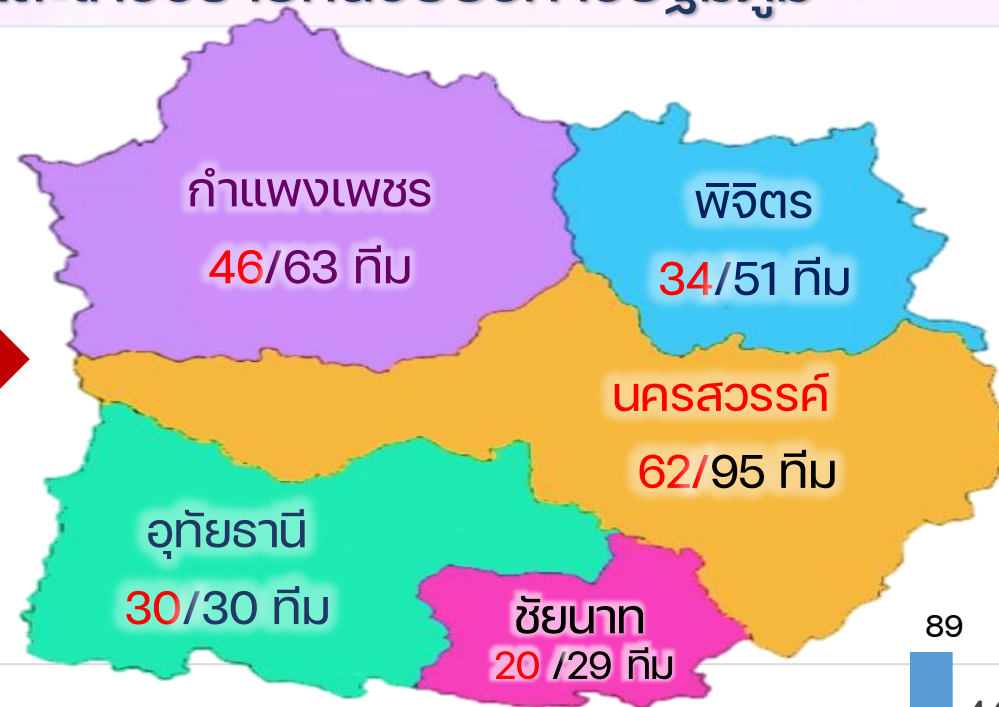 กำแพงเพชร
46/63 ทีม
พิจิตร
34/51 ทีม
นครสวรรค์
62/95 ทีม
อุทัยธานี
30/30 ทีม
ชัยนาท
20 /29 ทีม
89